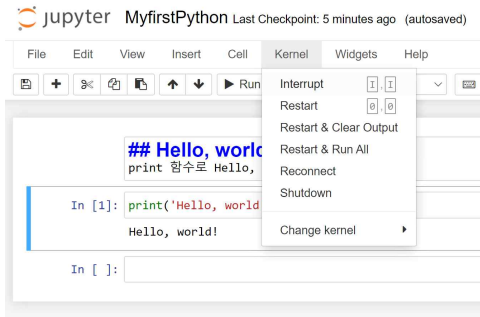 jupyter MyfirstPython Last Checkpoint: 5 minutes ago (autosaved)
File Edit View Insert Cell Kernel Widgets Help
Run
Interrupt I,I
Restart 0,0
Restart & Clear Output
Restart & Run All
Reconnect
Shutdown
Change kernel
## Hello, world
print 함수로 Hello,
In [1]: print('Hello, world
Hello, world!
In [ ]: